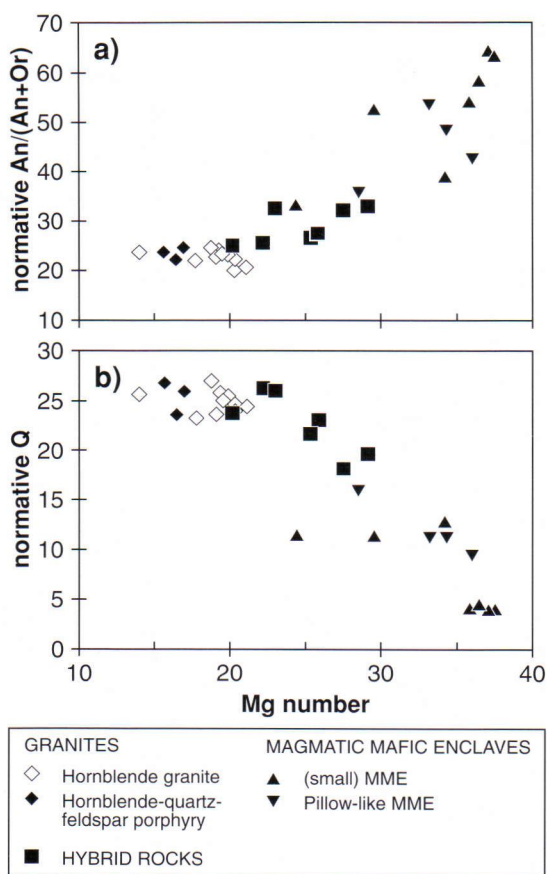 a)
normative An/(An+Or)
70
60
50
40
30
20
10
b)
normative Q
30
25
20
15
10
5
0
10 20 30 40
Mg number
GRANITES
Hornblende granite
Hornblende-quartz-
feldspar porphyry
HYBRID ROCKS
MAGMATIC MAFIC ENCLAVES
(small) MME
Pillow-like MME